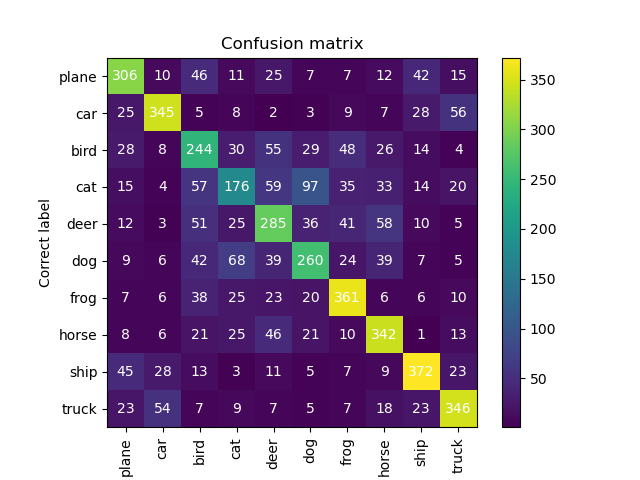 Confusion matrix
plane 306 10 46 11 25 7 7 12 42 15
car 25 345 5 8 2 3 9 7 28 56
bird 28 8 244 30 55 29 48 26 14 4
cat 15 4 57 176 59 97 35 33 14 20
deer 12 3 51 25 285 36 41 58 10 5
dog 9 6 42 68 39 260 24 39 7 5
frog 7 6 38 25 23 20 361 6 6 10
horse 8 6 21 25 46 21 10 342 1 13
ship 45 28 13 3 11 5 7 9 372 23
truck 23 54 7 9 7 5 7 18 23 346
plane car bird cat deer dog frog horse ship truck
Correct label
350
300
250
200
150
100
50